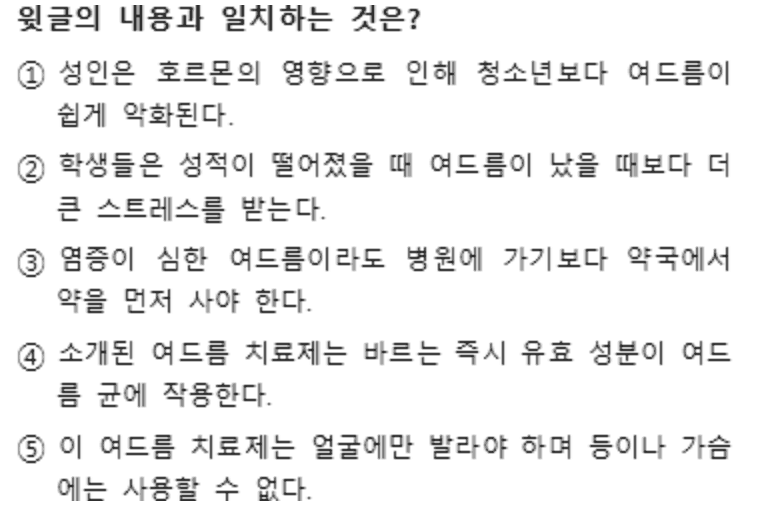 윗글의 내용과 일치하는 것은?
① 성인은 호르몬의 영향으로 인해 청소년보다 여드름이
쉽게 악화된다.
② 학생들은 성적이 떨어졌을 때 여드름이 났을 때보다 더
큰 스트레스를 받는다.
③ 염증이 심한 여드름이라도 병원에 가기보다 약국에서
약을 먼저 사야 한다.
④ 소개된 여드름 치료제는 바르는 즉시 유효 성분이 여드
름 균에 작용한다.
⑤ 이 여드름 치료제는 얼굴에만 발라야 하며 등이나 가슴
에는 사용할 수 없다.